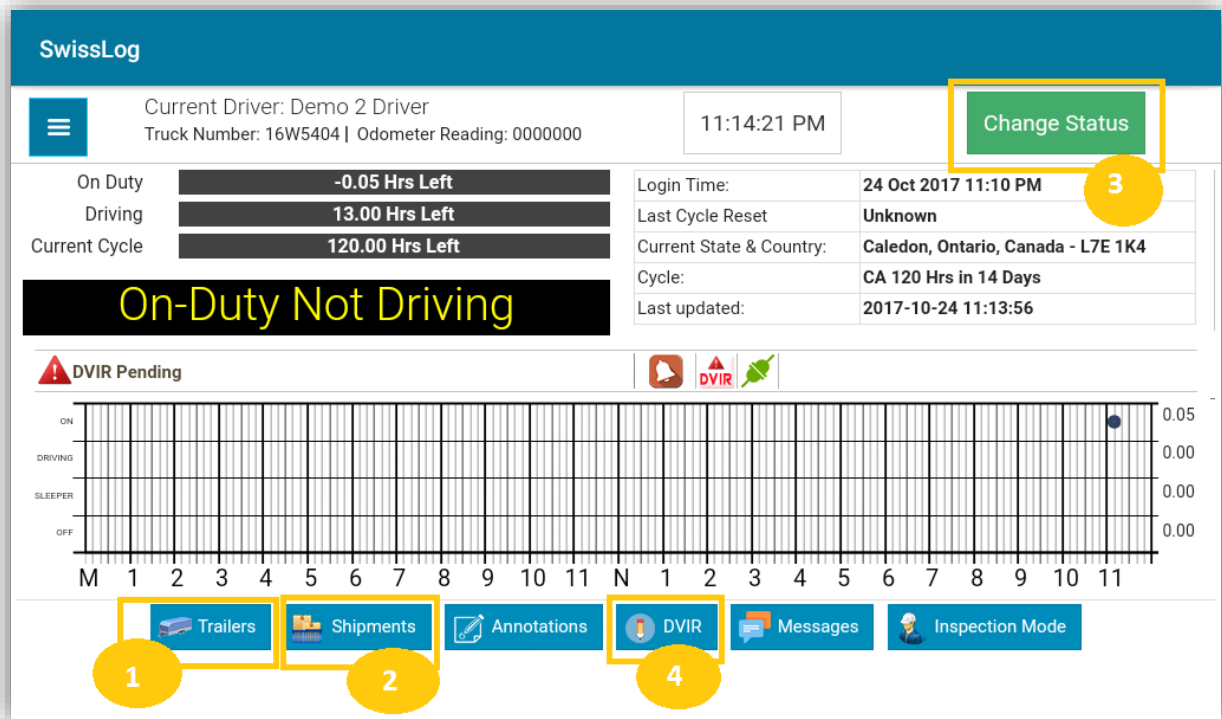 SwissLog
Current Driver: Demo 2 Driver
Truck Number: 16W5404 | Odometer Reading: 0000000
11:14:21 PM
Change Status
3
On Duty -0.05 Hrs Left
Driving 13.00 Hrs Left
Current Cycle 120.00 Hrs Left
On-Duty Not Driving
Login Time: 24 Oct 2017 11:10 PM
Last Cycle Reset Unknown
Current State & Country: Caledon, Ontario, Canada - L7E 1K4
Cycle: CA 120 Hrs in 14 Days
Last updated: 2017-10-24 11:13:56
DVIR Pending
DVIR
ON 0.05
DRIVING 0.00
SLEEPER 0.00
OFF 0.00
M 1 2 3 4 5 6 7 8 9 10 11 N 1 2 3 4 5 6 7 8 9 10 11
Trailers Shipments Annotations DVIR Messages Inspection Mode
1 2 4